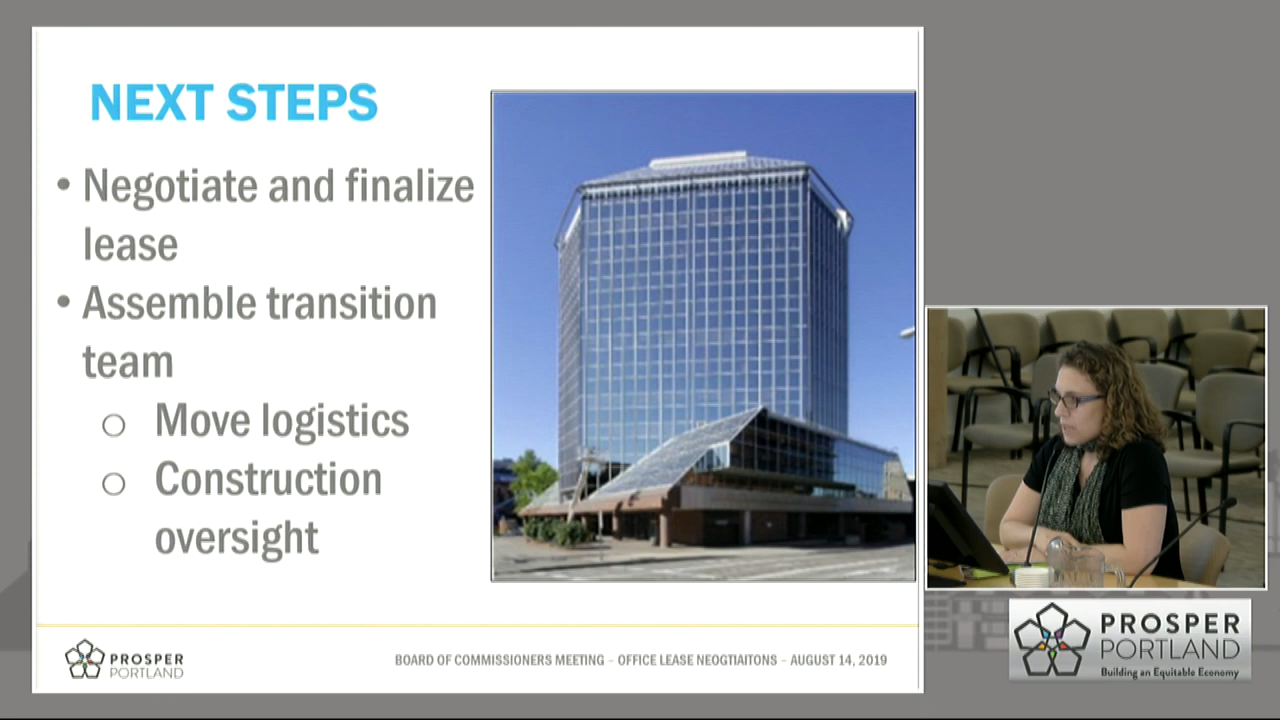 NEXT STEPS
• Negotiate and finalize
lease
• Assemble transition
team
o Move logistics
o Construction
oversight
PROSPER
PORTLAND
BOARD OF COMMISSIONERS MEETING – OFFICE LEASE NEOGTIAITONS – AUGUST 14, 2019
PROSPER
PORTLAND
Building an Equitable Economy